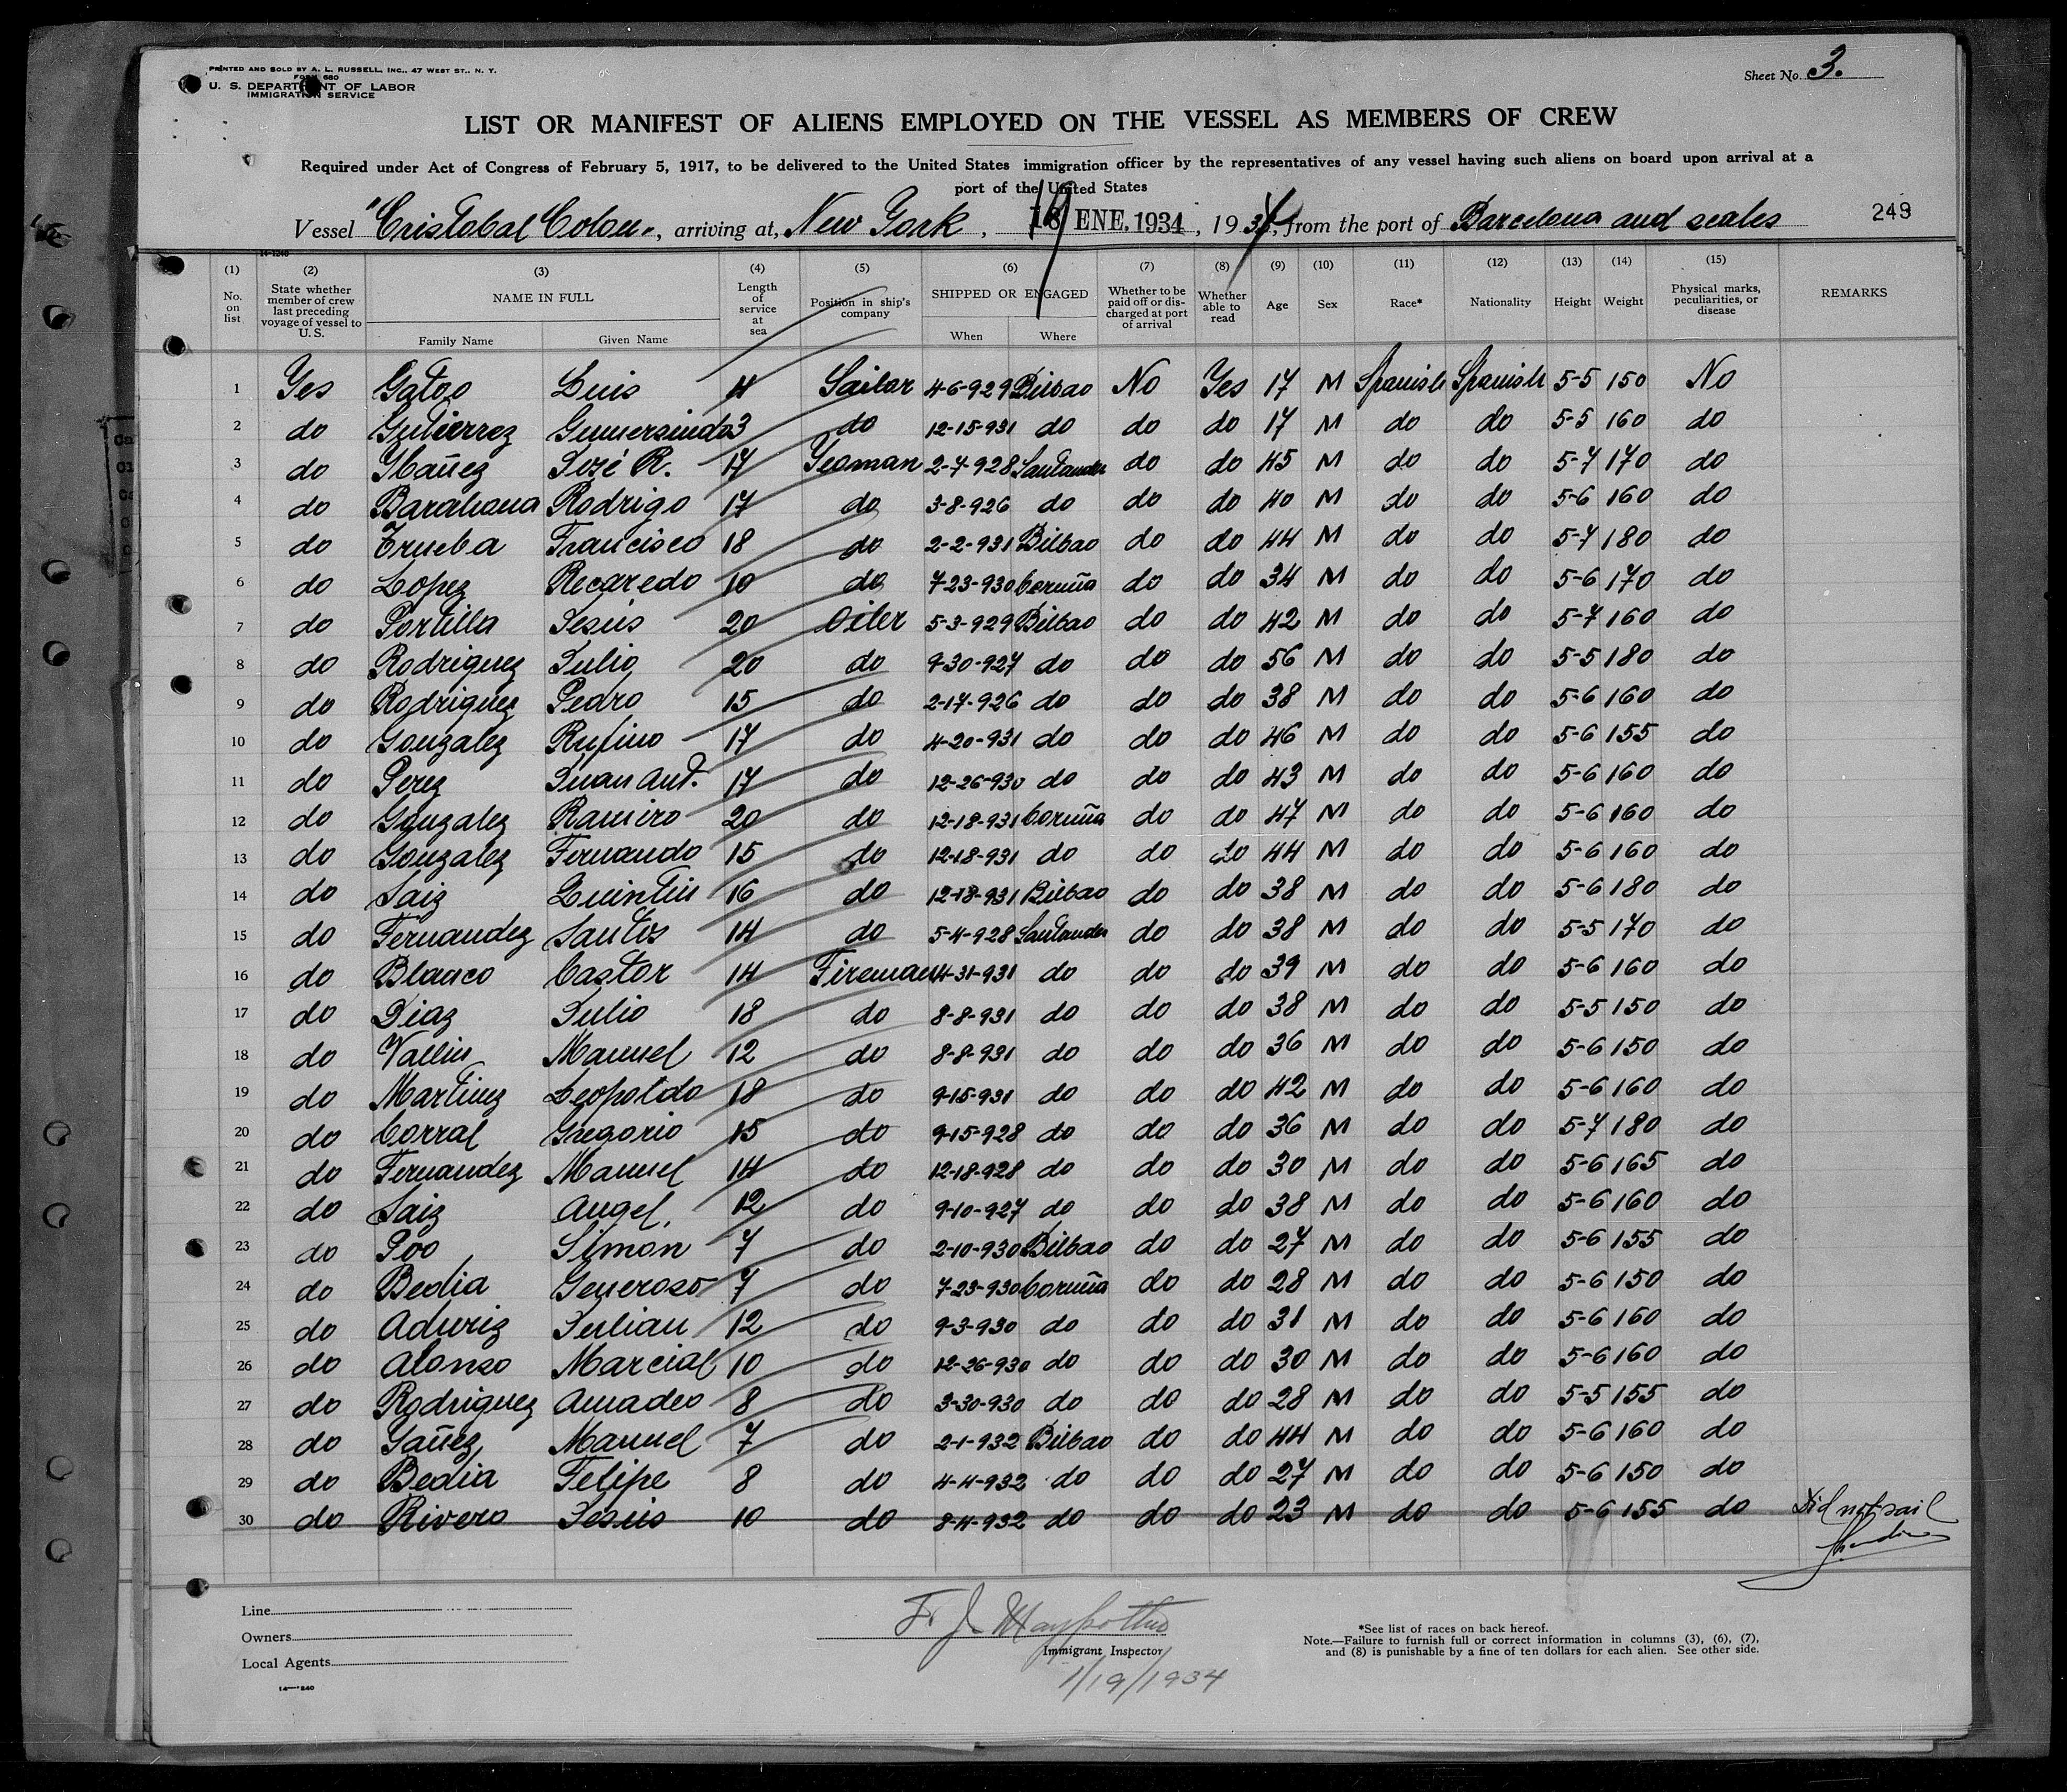 PRINTED AND SOLD BY A. L. RUSSELL, INC., 47 WEST ST., N. Y.
FORM 680
U. S. DEPARTMENT OF LABOR
IMMIGRATION SERVICE
Sheet No. 3.
LIST OR MANIFEST OF ALIENS EMPLOYED ON THE VESSEL AS MEMBERS OF CREW
Required under Act of Congress of February 5, 1917, to be delivered to the United States immigration officer by the representatives of any vessel having such aliens on board upon arrival at a
port of the United States
Vessel "Cristobal Colon", arriving at, New York, 19 ENE. 1934, 1934, from the port of Barcelona and scales
249
(1) (2) (3) (4) (5) (6) (7) (8) (9) (10) (11) (12) (13) (14) (15)
No. on list State whether member of crew last preceding voyage of vessel to U. S. NAME IN FULL Length of service at sea Position in ship's company SHIPPED OR ENGAGED Whether to be paid off or discharged at port of arrival Whether able to read Age Sex Race* Nationality Height Weight Physical marks, peculiarities, or disease REMARKS
Family Name Given Name When Where
1 Yes Gatoo Luis 4 Sailor 4-6-929 Bilbao No Yes 17 M Spanish Spanish 5-5 150 No
2 do Gutierrez Gumersindo 3 do 12-15-931 do do do 17 M do do 5-5 160 do
3 do Ybañez José R. 17 Yeoman 2-7-928 Santander do do 45 M do do 5-7 170 do
4 do Barahona Rodrigo 17 do 3-8-926 do do do 40 M do do 5-6 160 do
5 do Trueba Francisco 18 do 2-2-931 Bilbao do do 44 M do do 5-7 180 do
6 do Lopez Recaredo 10 do 7-23-930 Coruña do do 34 M do do 5-6 170 do
7 do Portilla Jesús 20 Oiler 5-3-929 Bilbao do do 42 M do do 5-7 160 do
8 do Rodriguez Julio 20 do 9-30-927 do do do 56 M do do 5-5 180 do
9 do Rodriguez Pedro 15 do 2-17-926 do do do 38 M do do 5-6 160 do
10 do Gonzalez Rufino 17 do 4-20-931 do do do 46 M do do 5-6 155 do
11 do Perez Juan Ant. 17 do 12-26-930 do do do 43 M do do 5-6 160 do
12 do Gonzalez Ramiro 20 do 12-18-931 Coruña do do 47 M do do 5-6 160 do
13 do Gonzalez Fernando 15 do 12-18-931 do do do 44 M do do 5-6 160 do
14 do Saiz Quintin 16 do 12-18-931 Bilbao do do 38 M do do 5-6 180 do
15 do Fernandez Santos 14 do 5-4-928 Santander do do 38 M do do 5-5 170 do
16 do Blanco Castor 14 Fireman 4-31-931 do do do 39 M do do 5-6 160 do
17 do Diaz Julio 18 do 8-8-931 do do do 38 M do do 5-5 150 do
18 do Vallin Manuel 12 do 8-8-931 do do do 36 M do do 5-6 150 do
19 do Martinez Leopoldo 18 do 9-15-931 do do do 42 M do do 5-6 160 do
20 do Corral Gregorio 15 do 9-15-928 do do do 36 M do do 5-7 180 do
21 do Fernandez Manuel 14 do 12-18-928 do do do 30 M do do 5-6 165 do
22 do Saiz Angel 12 do 9-10-927 do do do 38 M do do 5-6 160 do
23 do Poo Simon 7 do 2-10-930 Bilbao do do 27 M do do 5-6 155 do
24 do Bedia Generoso 7 do 7-23-930 Coruña do do 28 M do do 5-6 150 do
25 do Julian 12 do 9-3-930 do do do 31 M do do 5-6 160 do
26 do Alonso Marcial 10 do 12-26-930 do do do 30 M do do 5-6 160 do
27 do Rodriguez Amadeo 8 do 3-30-930 do do do 28 M do do 5-5 155 do
28 do Yañez Manuel 7 do 2-1-932 Bilbao do do 44 M do do 5-6 160 do
29 do Bedia Felipe 8 do 4-4-932 do do do 27 M do do 5-6 150 do
30 do Rivero Jesús 10 do 8-4-932 do do do 23 M do do 5-6 155 do Did not sail
Line
Owners
Local Agents
F. J.
Immigrant Inspector
1/19/1934
*See list of races on back hereof.
Note.—Failure to furnish full or correct information in columns (3), (6), (7),
and (8) is punishable by a fine of ten dollars for each alien. See other side.